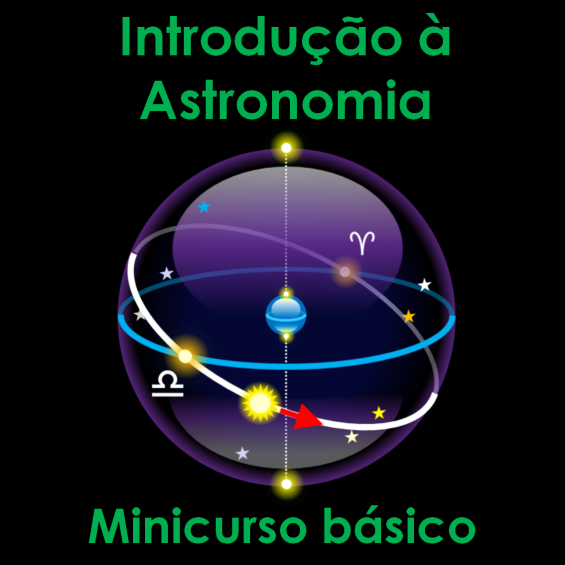 Introdução à
Astronomia
♈
♎
Minicurso básico